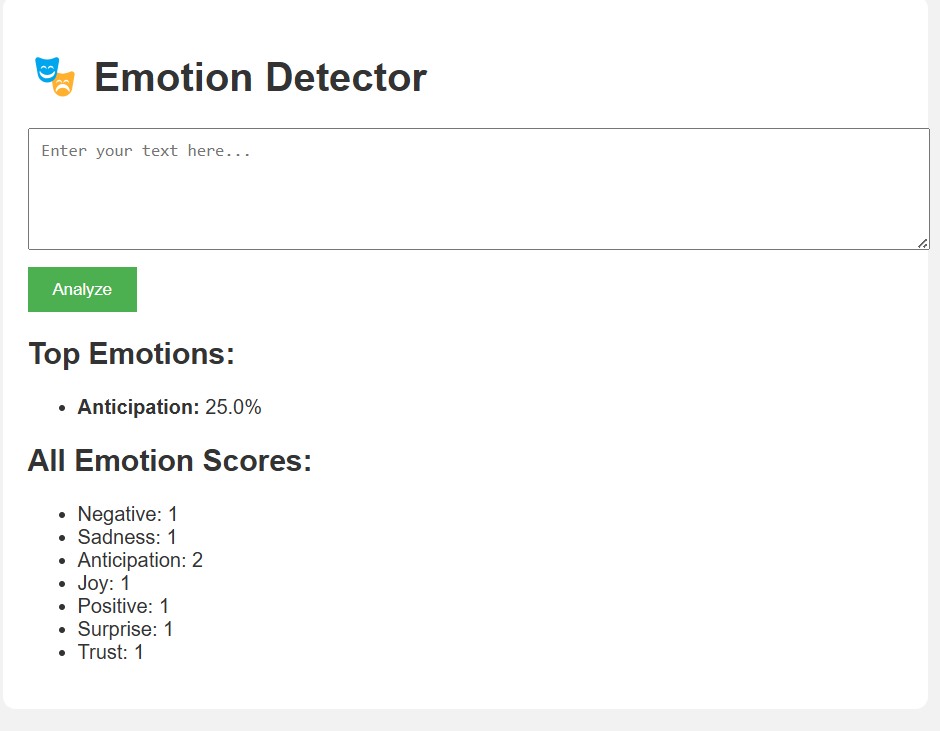 Emotion Detector
Enter your text here...
Analyze
Top Emotions:
Anticipation: 25.0%
All Emotion Scores:
Negative: 1
Sadness: 1
Anticipation: 2
Joy: 1
Positive: 1
Surprise: 1
Trust: 1